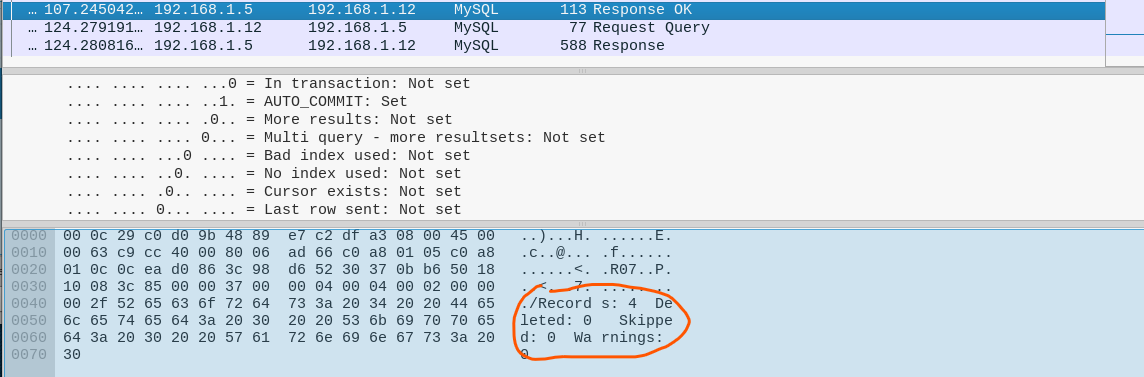 … 107.245042… 192.168.1.5 192.168.1.12 MySQL 113 Response OK
… 124.279191… 192.168.1.12 192.168.1.5 MySQL 77 Request Query
… 124.280816… 192.168.1.5 192.168.1.12 MySQL 588 Response
.... .... .... ...0 = In transaction: Not set
.... .... .... ..1. = AUTO_COMMIT: Set
.... .... .... .0.. = More results: Not set
.... .... .... 0... = Multi query - more resultsets: Not set
.... .... ...0 .... = Bad index used: Not set
.... .... ..0. .... = No index used: Not set
.... .... .0.. .... = Cursor exists: Not set
.... .... 0... .... = Last row sent: Not set
0000 00 0c 29 c0 d0 9b 48 89 e7 c2 df a3 08 00 45 00 ..)...H. ......E.
0010 00 63 c9 cc 40 00 80 06 ad 66 c0 a8 01 05 c0 a8 .c..@... .f......
0020 01 0c 0c ea d0 86 3c 98 d6 52 30 37 0b b6 50 18 ......<. .R07..P.
0030 10 08 3c 85 00 00 37 00 00 04 00 04 00 02 00 00 ..<...7. ........
0040 00 2f 52 65 63 6f 72 64 73 3a 20 34 20 20 44 65 ./Record s: 4  De
0050 6c 65 74 65 64 3a 20 30 20 20 53 6b 69 70 70 65 leted: 0   Skippe
0060 64 3a 20 30 20 20 57 61 72 6e 69 6e 67 73 3a 20 d: 0  Wa rnings:
0070 30 0